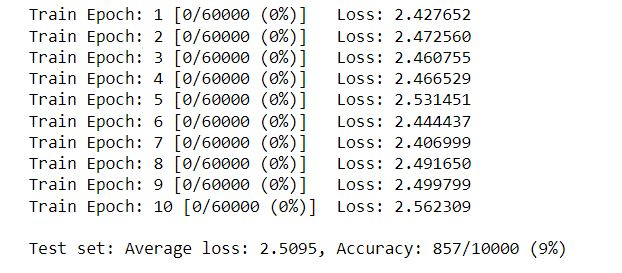 Train Epoch: 1 [0/60000 (0%)]   Loss: 2.427652
Train Epoch: 2 [0/60000 (0%)]   Loss: 2.472560
Train Epoch: 3 [0/60000 (0%)]   Loss: 2.460755
Train Epoch: 4 [0/60000 (0%)]   Loss: 2.466529
Train Epoch: 5 [0/60000 (0%)]   Loss: 2.531451
Train Epoch: 6 [0/60000 (0%)]   Loss: 2.444437
Train Epoch: 7 [0/60000 (0%)]   Loss: 2.406999
Train Epoch: 8 [0/60000 (0%)]   Loss: 2.491650
Train Epoch: 9 [0/60000 (0%)]   Loss: 2.499799
Train Epoch: 10 [0/60000 (0%)]  Loss: 2.562309

Test set: Average loss: 2.5095, Accuracy: 857/10000 (9%)